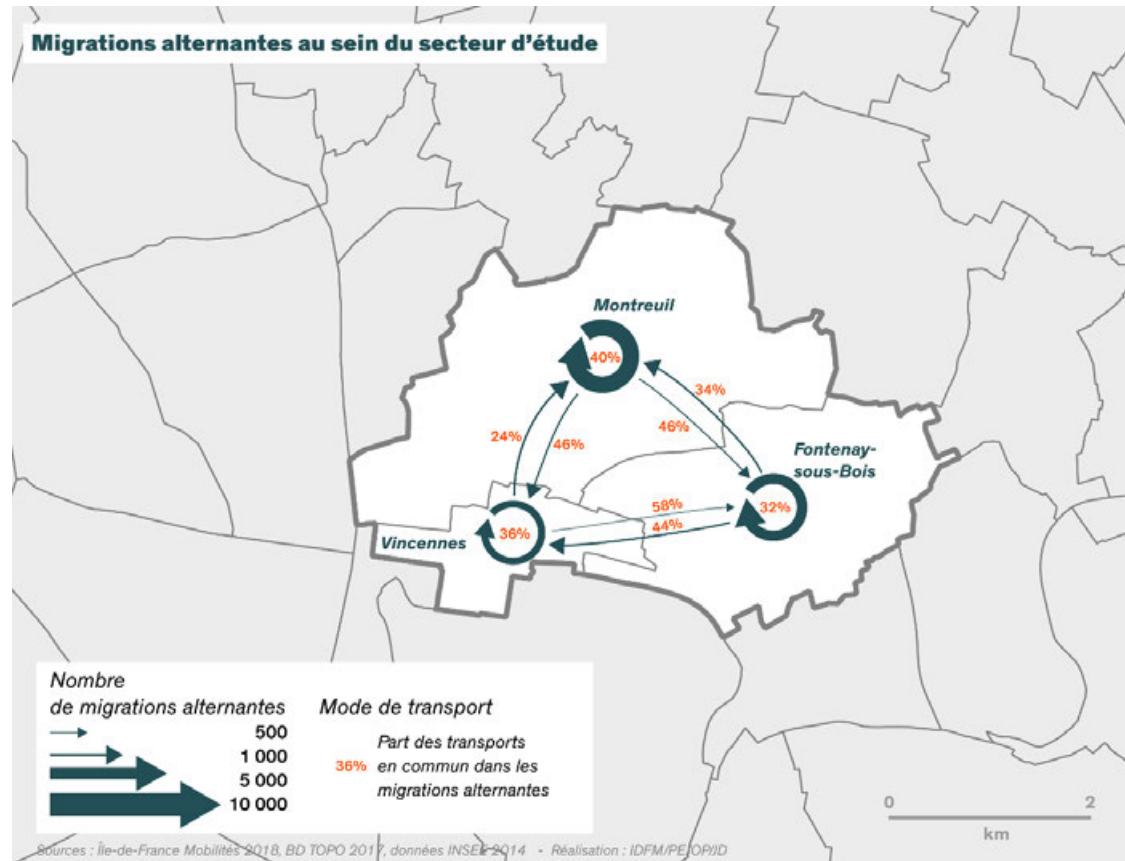 Migrations alternantes au sein du secteur d'étude
Montreuil
40%
34%
24%
46%
46%
Fontenay-
sous-Bois
58%
32%
36%
44%
Vincennes
Nombre
de migrations alternantes
500
1 000
5 000
10 000
Mode de transport
36%
Part des transports
en commun dans les
migrations alternantes
0
2
km
Sources : Île-de-France Mobilités 2018, BD TOPO 2017, données INSEE 2014 - Réalisation : IDFM/PE/OP/JD